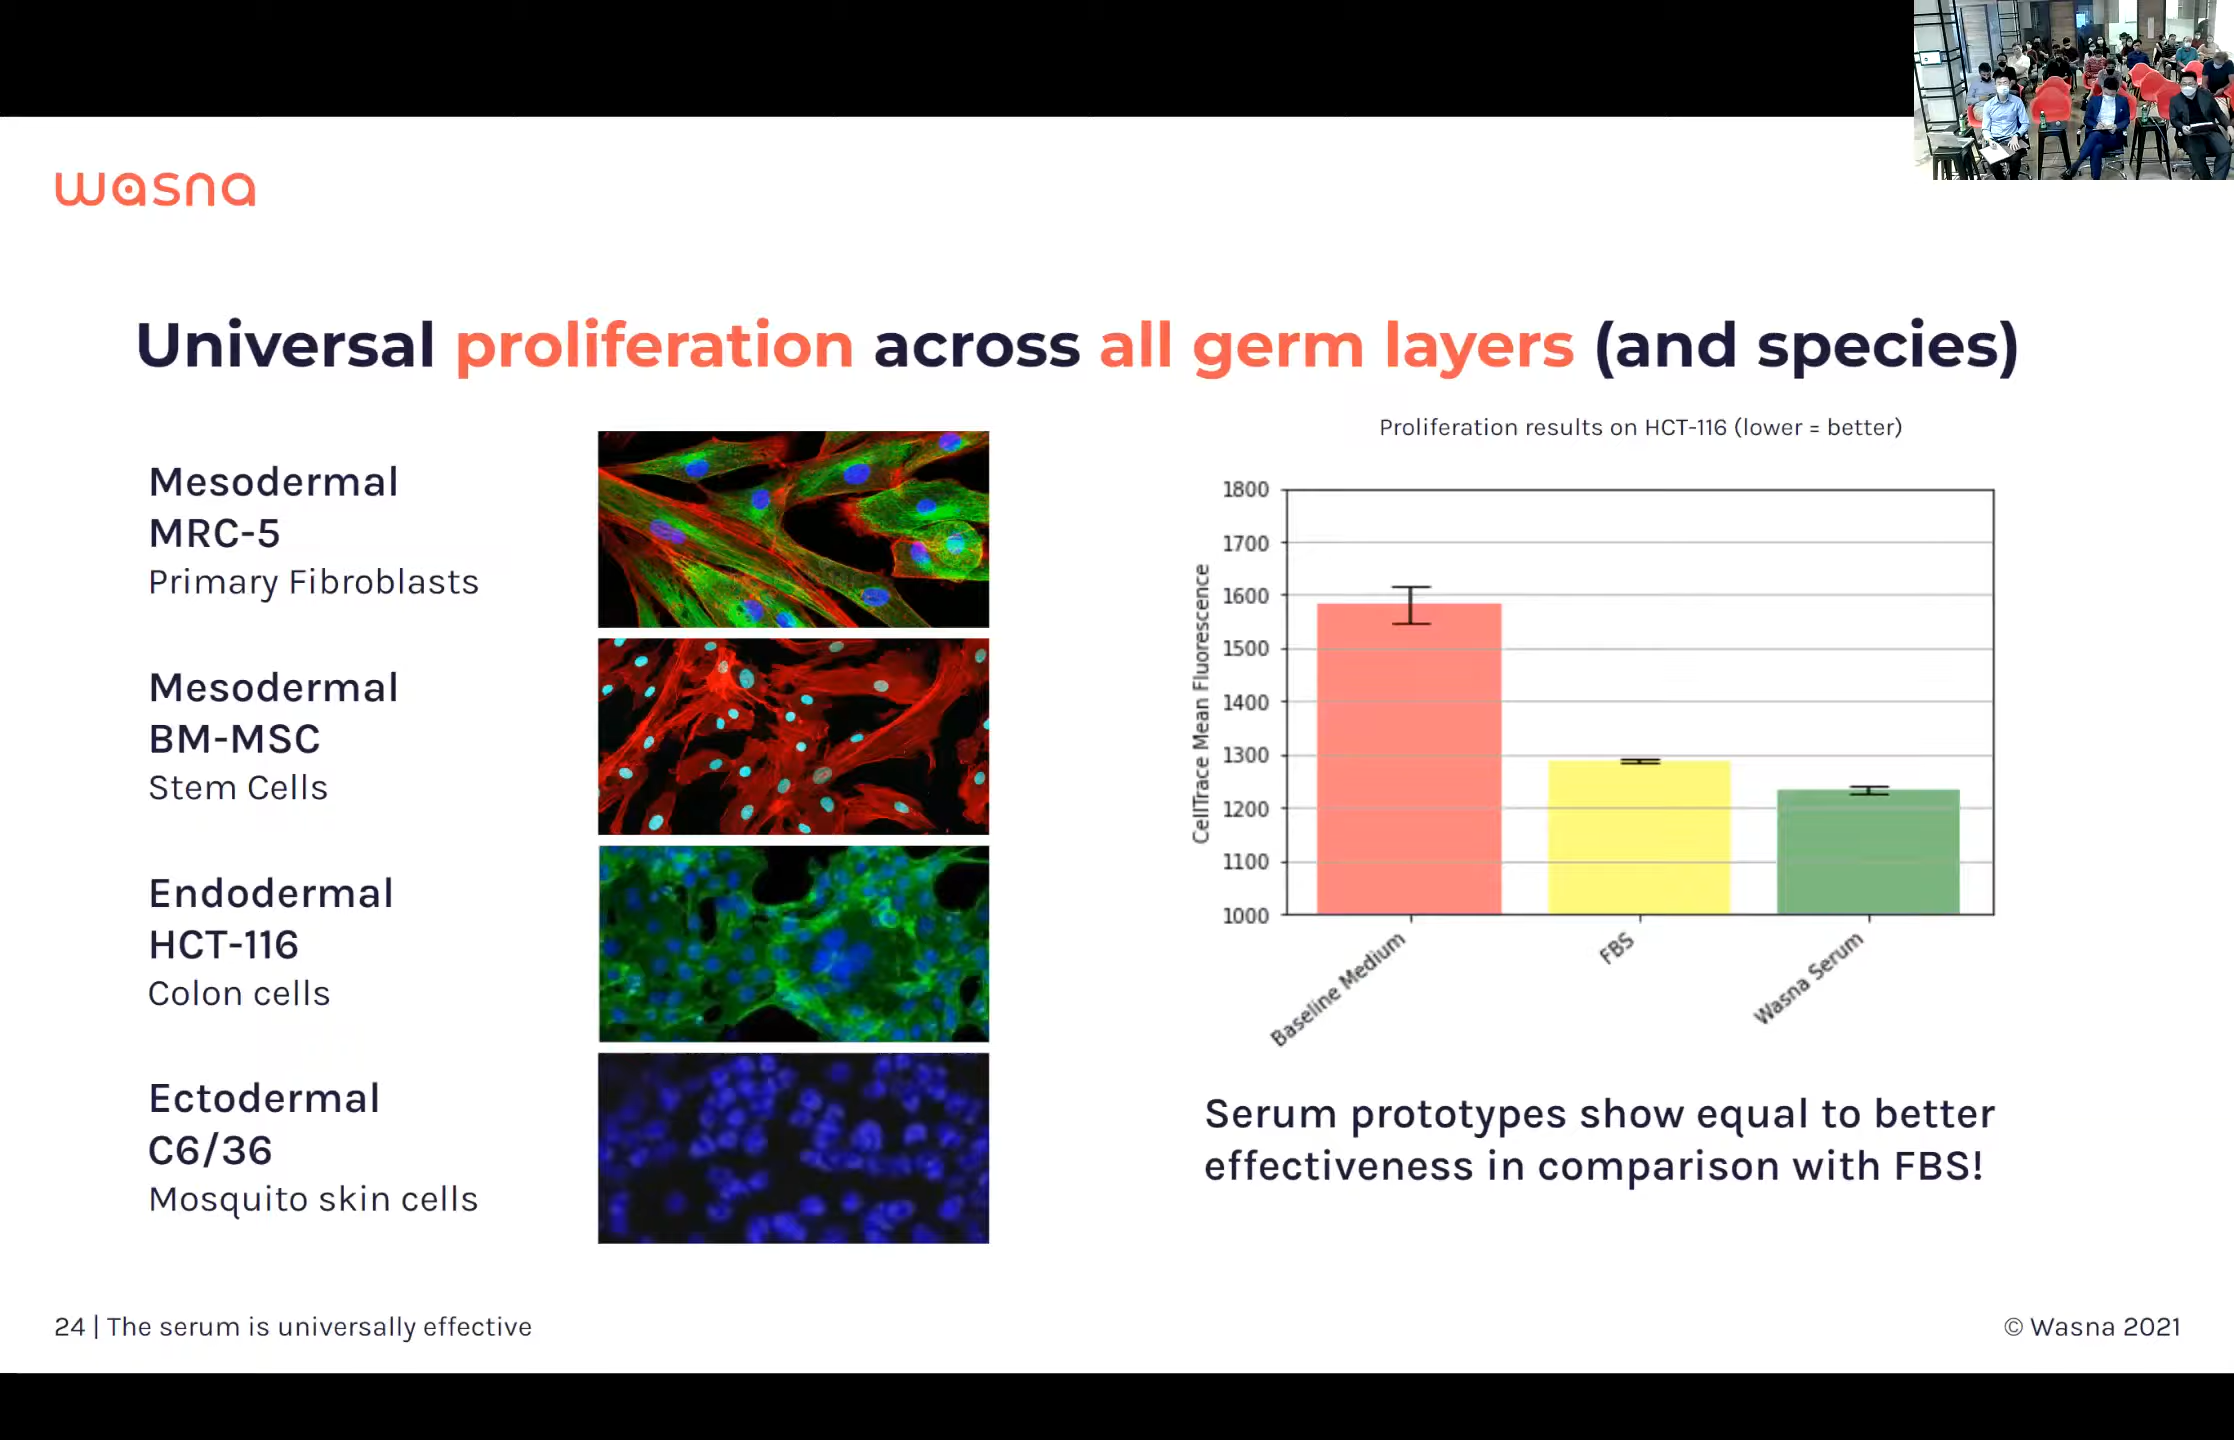 wasna
Universal proliferation across all germ layers (and species)
Mesodermal
MRC-5
Primary Fibroblasts
Mesodermal
BM-MSC
Stem Cells
Endodermal
HCT-116
Colon cells
Ectodermal
C6/36
Mosquito skin cells
Proliferation results on HCT-116 (lower = better)
CellTrace Mean Fluorescence
1800
1700
1600
1500
1400
1300
1200
1100
1000
Baseline Medium
FBS
Wasna Serum
Serum prototypes show equal to better
effectiveness in comparison with FBS!
24 | The serum is universally effective
© Wasna 2021